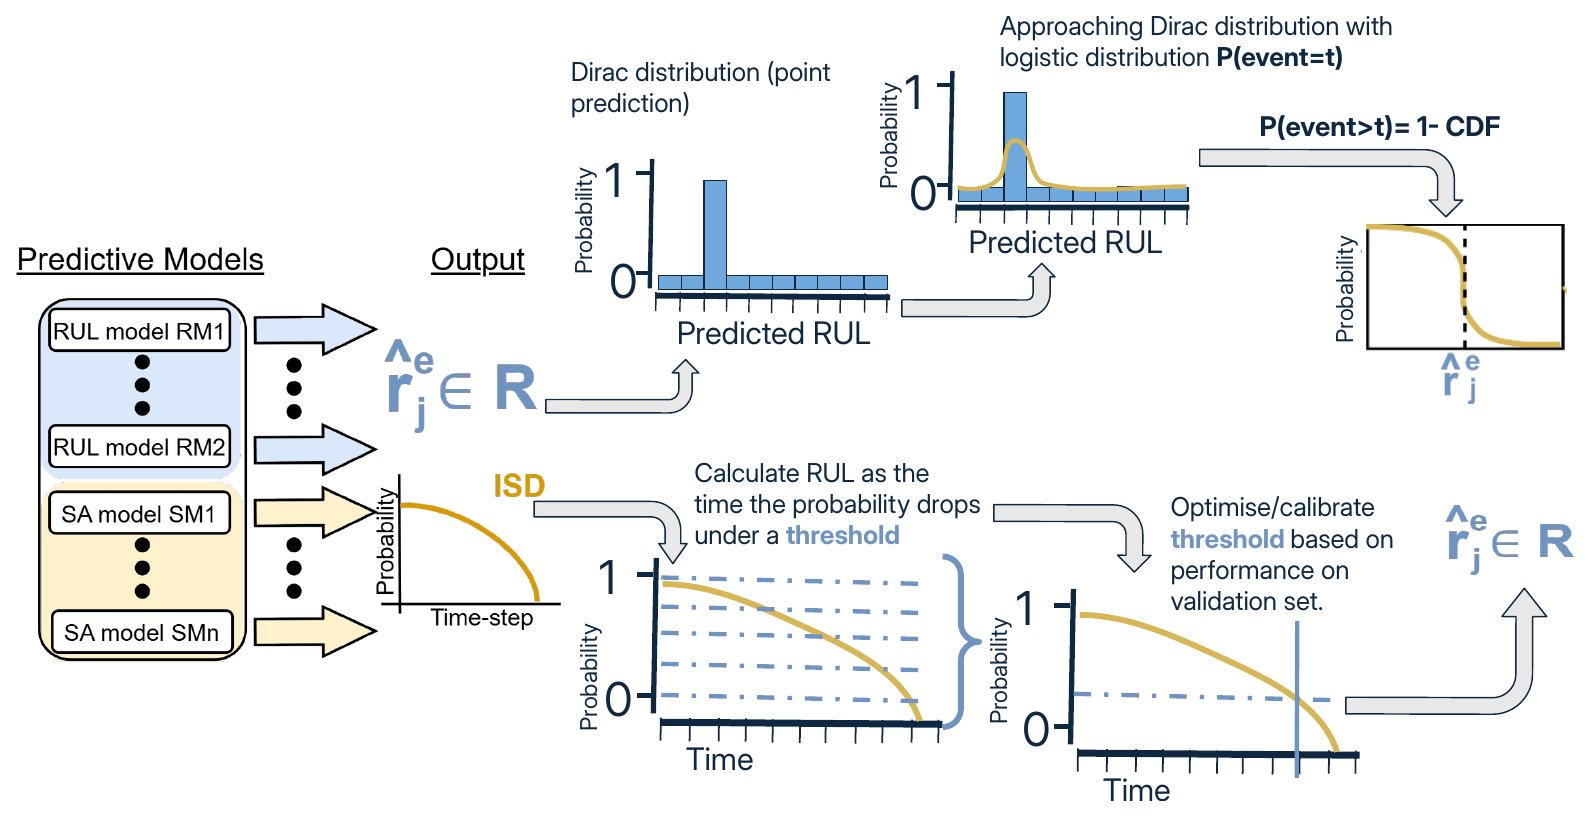 Predictive Models
RUL model RM1
RUL model RM2
SA model SM1
SA model SMn
Output
r̂ʲᵉ ∈ R
ISD
Probability
Time-step
Dirac distribution (point
prediction)
Probability
1
0
Predicted RUL
Approaching Dirac distribution with
logistic distribution P(event=t)
Probability
1
0
Predicted RUL
P(event>t)= 1- CDF
Probability
r̂ⱼᵉ
Calculate RUL as the
time the probability drops
under a threshold
Probability
1
0
Time
Optimise/calibrate
threshold based on
performance on
validation set.
Probability
1
0
Time
r̂ⱼᵉ ∈ R